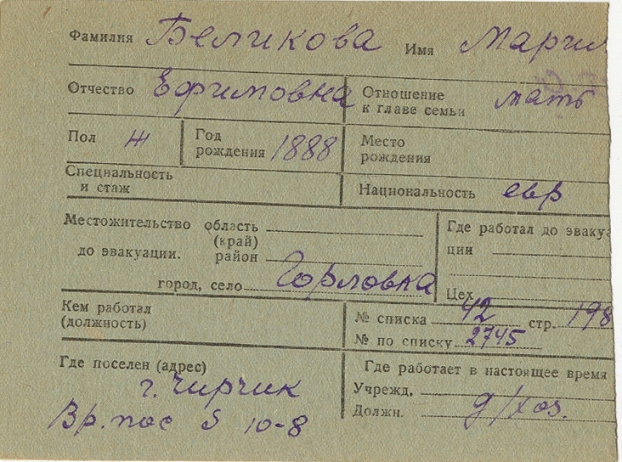 Фамилия Беликова Имя Мария
Отчество Ефимовна Отношение к главе семьи мать
Пол ж Год рождения 1888 Место рождения
Специальность и стаж Национальность евр
Местожительство до эвакуации. область (край)
район
город, село Горловка
Где работал до эвакуации
Цех
Кем работал (должность)
№ списка 42 стр. 198
№ по списку 2745
Где поселен (адрес)
г. Чирчик
Вр. пос 5 10-8
Где работает в настоящее время
Учрежд.
Должн. д/хоз.